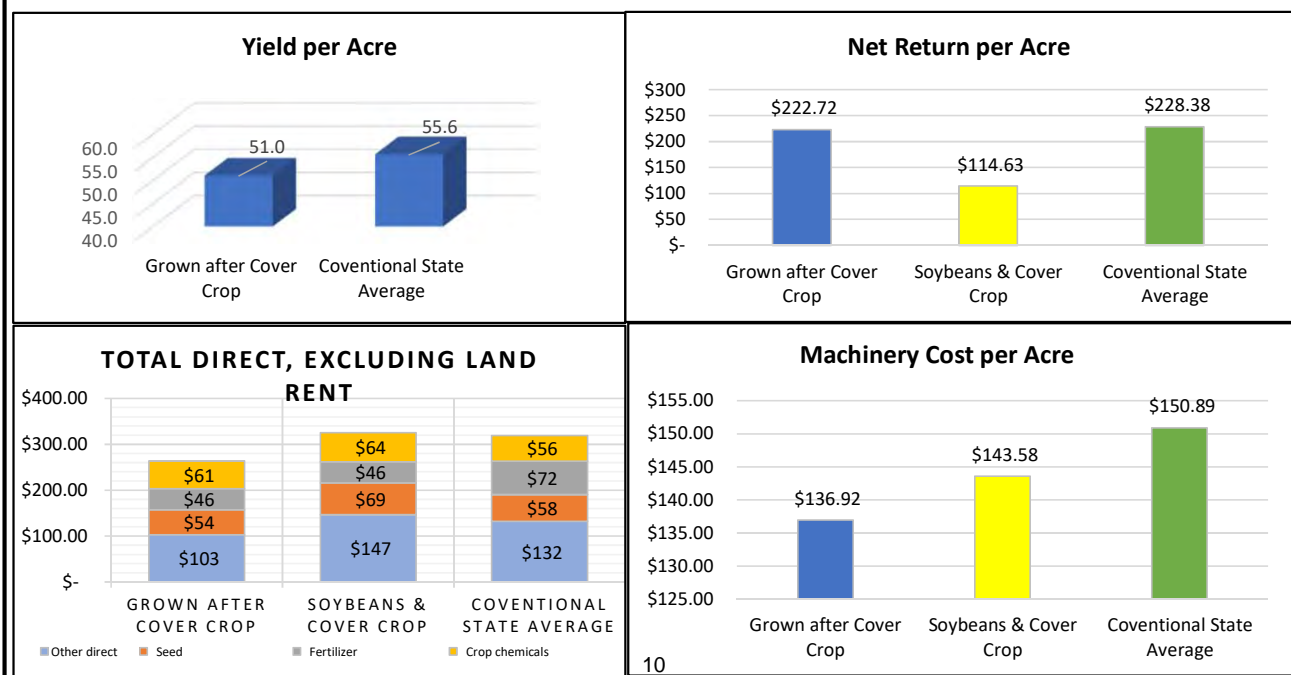 Yield per Acre
51.0
55.6
60.0
55.0
50.0
45.0
40.0
Grown after Cover
Crop
Coventional State
Average
Net Return per Acre
$300
$250
$200
$150
$100
$50
$-
$222.72
$114.63
$228.38
Grown after Cover
Crop
Soybeans & Cover
Crop
Coventional State
Average
TOTAL DIRECT, EXCLUDING LAND
RENT
$400.00
$300.00
$200.00
$100.00
$-
$61
$46
$54
$103
$64
$46
$69
$147
$56
$72
$58
$132
GROWN AFTER
COVER CROP
SOYBEANS &
COVER CROP
COVENTIONAL
STATE AVERAGE
Other direct
Seed
Fertilizer
Crop chemicals
Machinery Cost per Acre
$155.00
$150.00
$145.00
$140.00
$135.00
$130.00
$125.00
$136.92
$143.58
$150.89
Grown after Cover
Crop
Soybeans & Cover
Crop
Coventional State
Average
10